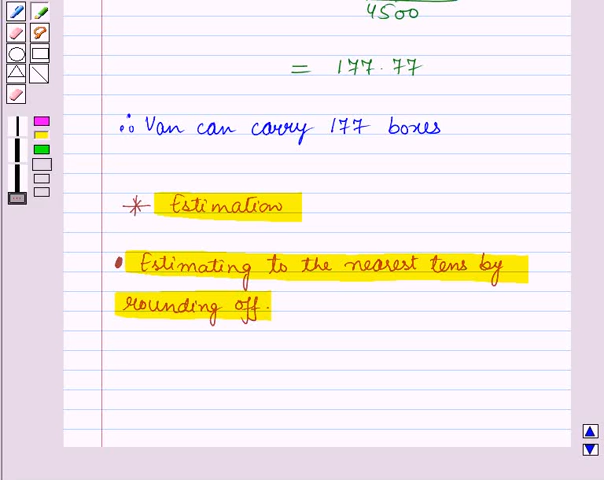 4500
= 177.77
∴ Van can carry 177 boxes
* Estimation
• Estimating to the nearest tens by
rounding off.